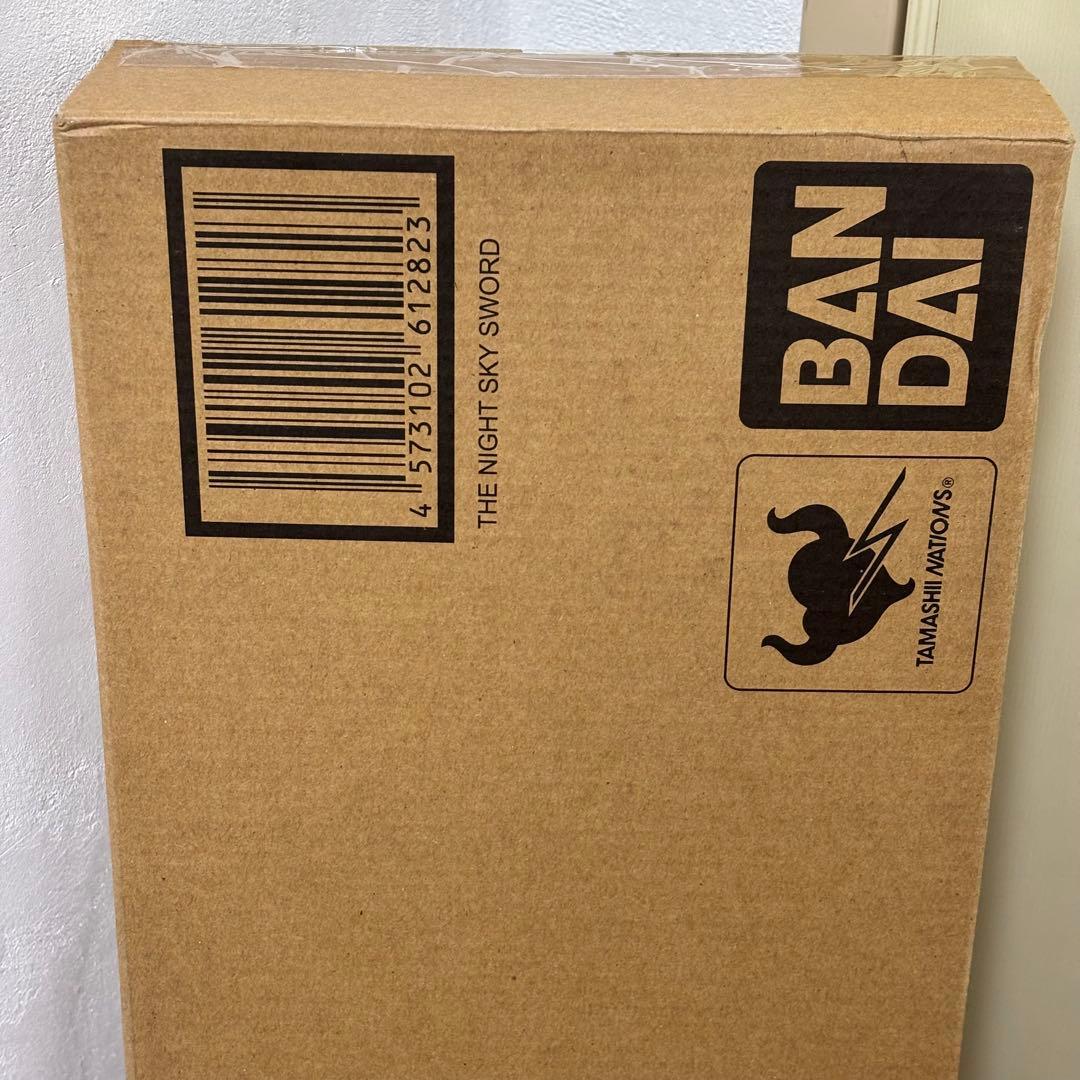 4 573102 612823
THE NIGHT SKY SWORD
BAN
DAI
TAMASHII NATIONS®